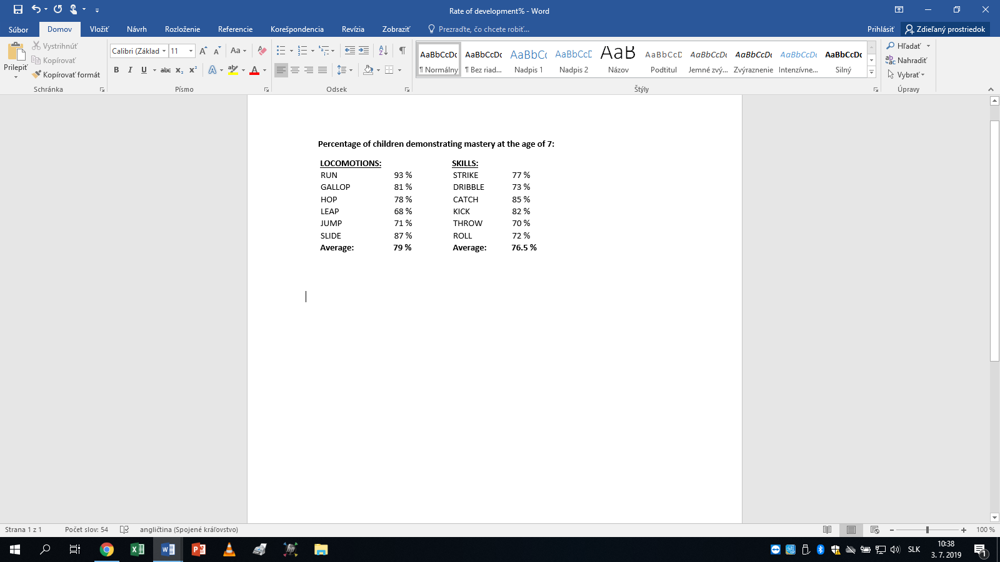 Rate of development% - Word
Súbor Domov Vložiť Návrh Rozloženie Referencie Korešpondencia Revízia Zobraziť Prezraďte, čo chcete robiť... Prihlásiť Zdieľaný prostriedok
Prilepiť
Vystrihnúť
Kopírovať
Kopírovať formát
Schránka
Calibri (Základ 11
Písmo
Odsek
AaBbCcDc AaBbCcDc AaBbCc AaBbCcD AaB AaBbCcD AaBbCcDc AaBbCcDc AaBbCcDc AaBbCcDc
¶ Normálny ¶ Bez riad... Nadpis 1 Nadpis 2 Názov Podtitul Jemné zvý... Zvýraznenie Intenzívne... Silný
Štýly
Hľadať
Nahradiť
Vybrať
Úpravy
Percentage of children demonstrating mastery at the age of 7:
LOCOMOTIONS: SKILLS:
RUN 93 % STRIKE 77 %
GALLOP 81 % DRIBBLE 73 %
HOP 78 % CATCH 85 %
LEAP 68 % KICK 82 %
JUMP 71 % THROW 70 %
SLIDE 87 % ROLL 72 %
Average: 79 % Average: 76.5 %
Strana 1 z 1 Počet slov: 54 angličtina (Spojené kráľovstvo) 100 %
SLK
10:38
3. 7. 2019
1